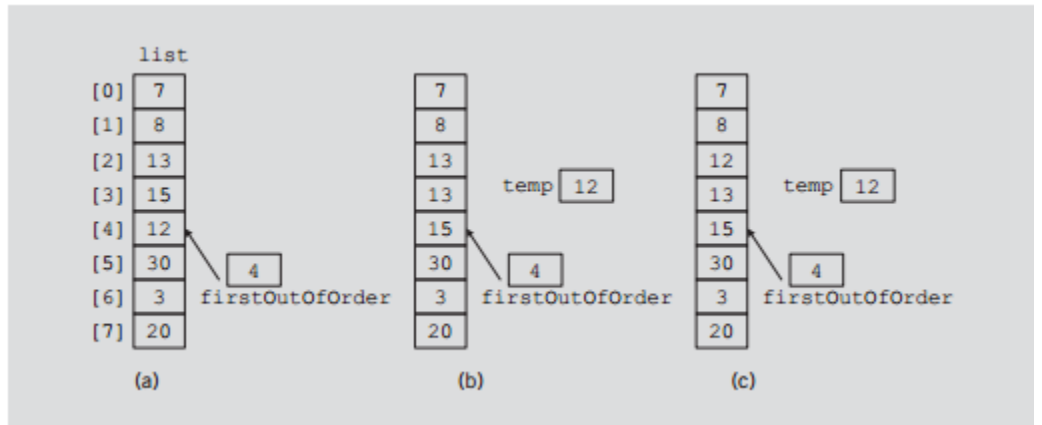 list
[0] 7 7 7
[1] 8 8 8
[2] 13 13 12
temp 12 temp 12
[3] 15 13 13
[4] 12 15 15
[5] 30 30 30
4 4 4
[6] 3 firstOutOfOrder 3 firstOutOfOrder 3 firstOutOfOrder
[7] 20 20 20
(a) (b) (c)